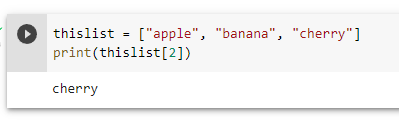 thislist = ["apple", "banana", "cherry"]
print(thislist[2])
cherry